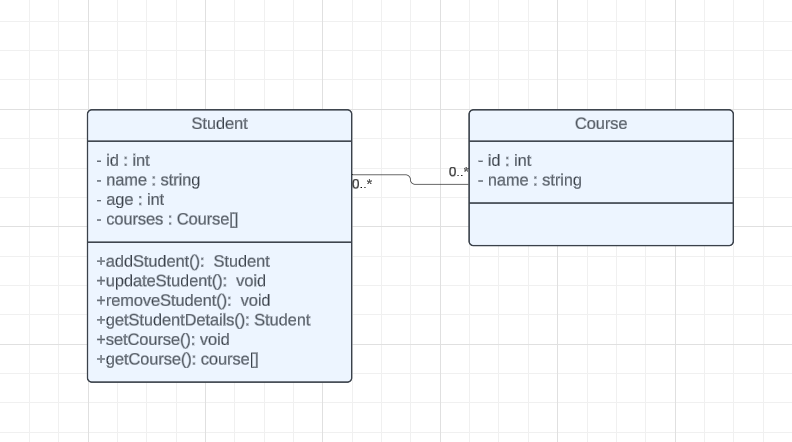 Student
- id : int
- name : string
- age : int
- courses : Course[]
+addStudent():  Student
+updateStudent():  void
+removeStudent():  void
+getStudentDetails(): Student
+setCourse(): void
+getCourse(): course[]
0..*
0..*
Course
- id : int
- name : string